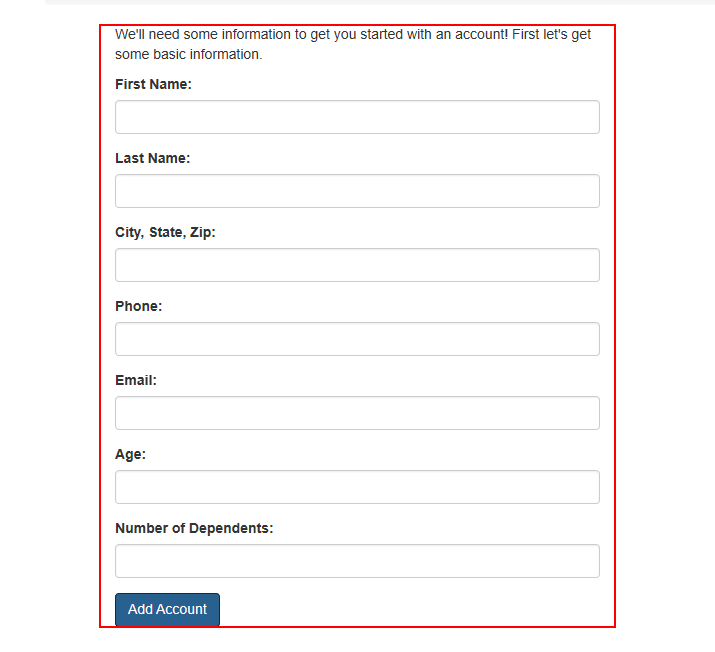 We'll need some information to get you started with an account! First let's get
some basic information.
First Name:
Last Name:
City, State, Zip:
Phone:
Email:
Age:
Number of Dependents:
Add Account